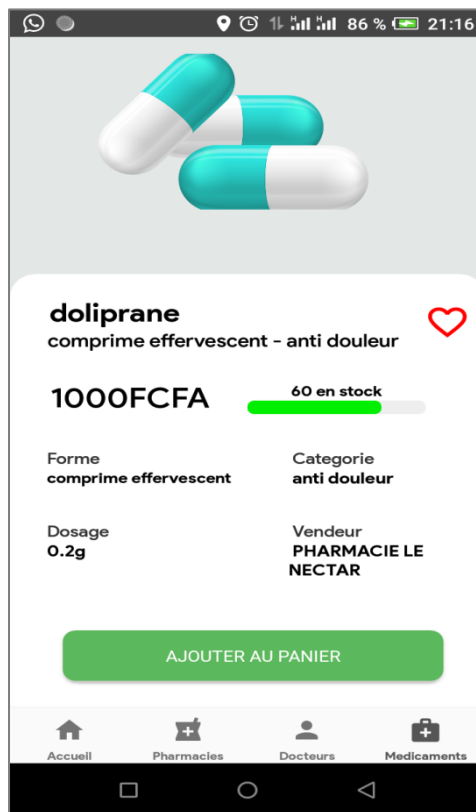 86 % 21:16
doliprane
comprime effervescent - anti douleur
1000FCFA
60 en stock
Forme
comprime effervescent
Categorie
anti douleur
Dosage
0.2g
Vendeur
PHARMACIE LE
NECTAR
AJOUTER AU PANIER
Accueil Pharmacies Docteurs Medicaments